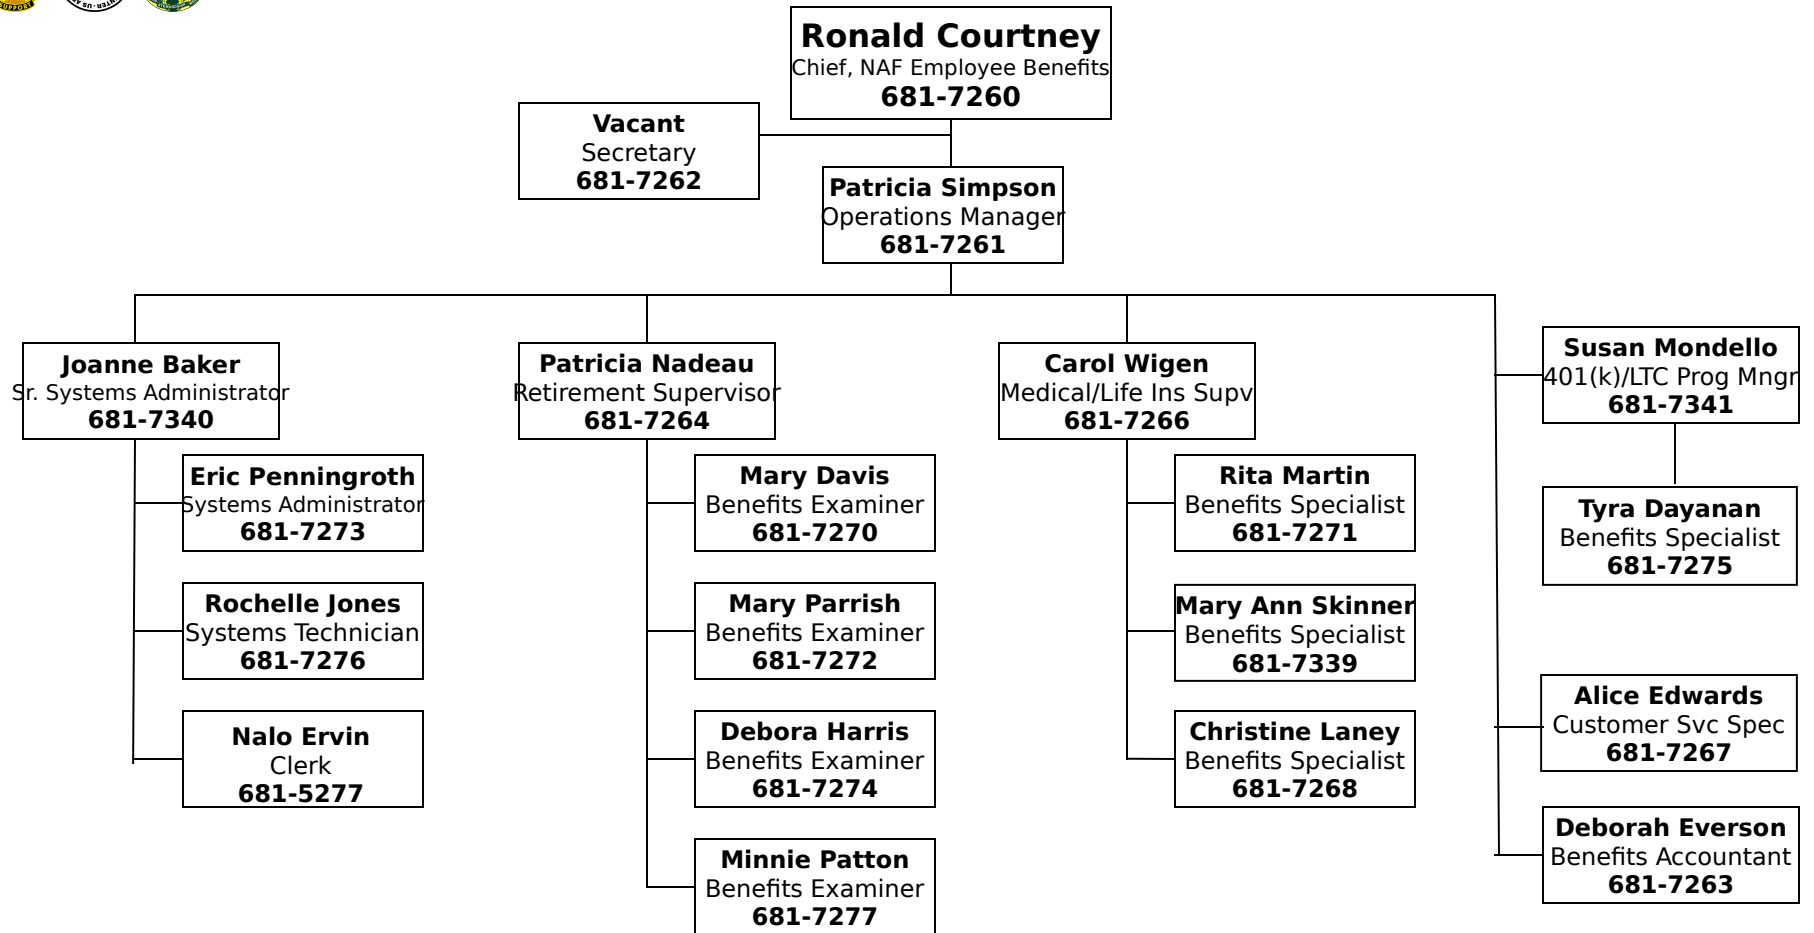 SUPPORT
Ronald Courtney
Chief, NAF Employee Benefits
681-7260
Vacant
Secretary
681-7262
Patricia Simpson
Operations Manager
681-7261
Joanne Baker
Sr. Systems Administrator
681-7340
Eric Penningroth
Systems Administrator
681-7273
Rochelle Jones
Systems Technician
681-7276
Nalo Ervin
Clerk
681-5277
Patricia Nadeau
Retirement Supervisor
681-7264
Mary Davis
Benefits Examiner
681-7270
Mary Parrish
Benefits Examiner
681-7272
Debora Harris
Benefits Examiner
681-7274
Minnie Patton
Benefits Examiner
681-7277
Carol Wigen
Medical/Life Ins Supv
681-7266
Rita Martin
Benefits Specialist
681-7271
Mary Ann Skinner
Benefits Specialist
681-7339
Christine Laney
Benefits Specialist
681-7268
Susan Mondello
401(k)/LTC Prog Mngr
681-7341
Tyra Dayanan
Benefits Specialist
681-7275
Alice Edwards
Customer Svc Spec
681-7267
Deborah Everson
Benefits Accountant
681-7263